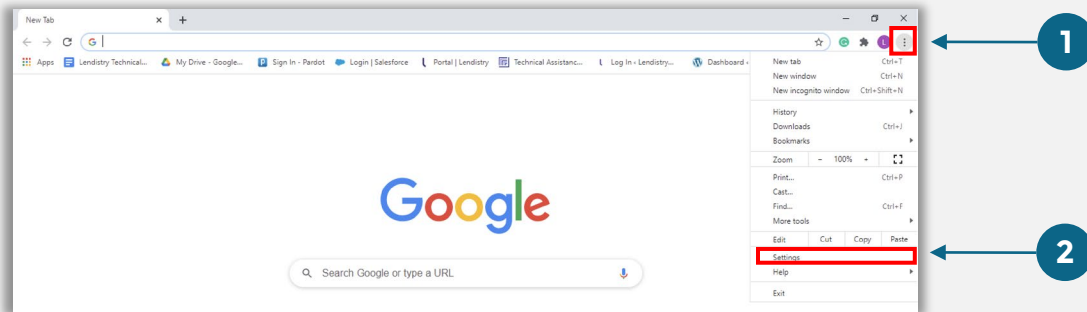 New Tab
G
Apps Lendistry Technical... My Drive - Google... Sign In - Pardot Login | Salesforce Portal | Lendistry Technical Assistanc... Log In ‹ Lendistry... Dashboard ‹
New tab Ctrl+T
New window Ctrl+N
New incognito window Ctrl+Shift+N
History
Downloads Ctrl+J
Bookmarks
Zoom - 100% +
Print... Ctrl+P
Cast...
Find... Ctrl+F
More tools
Edit Cut Copy Paste
Settings
Help
Exit
Google
Search Google or type a URL
1
2